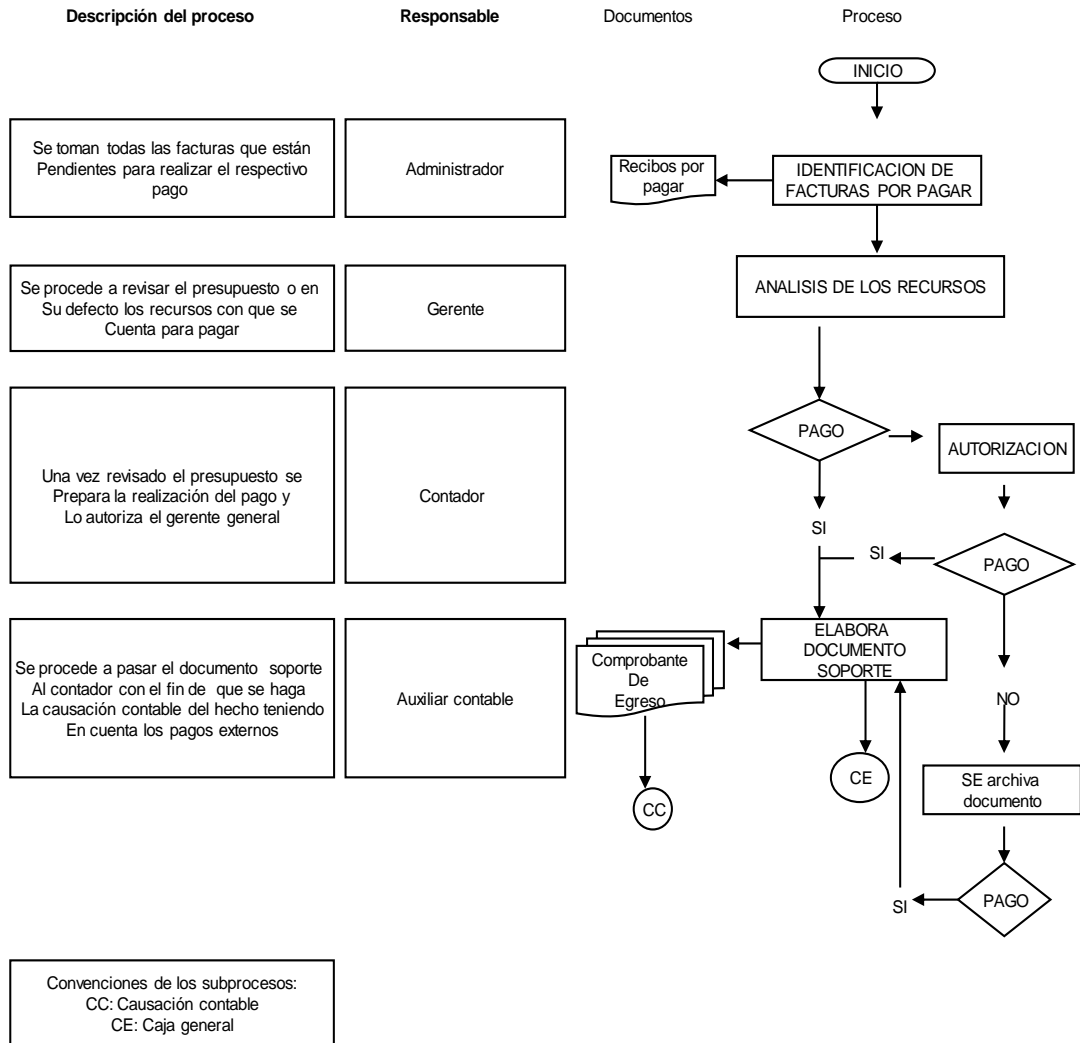 Descripción del proceso
Responsable
Documentos
Proceso
INICIO
Se toman todas las facturas que están
Pendientes para realizar el respectivo
pago
Administrador
Recibos por
pagar
IDENTIFICACION DE
FACTURAS POR PAGAR
Se procede a revisar el presupuesto o en
Su defecto los recursos con que se
Cuenta para pagar
Gerente
ANALISIS DE LOS RECURSOS
Una vez revisado el presupuesto se
Prepara la realización del pago y
Lo autoriza el gerente general
Contador
PAGO
AUTORIZACION
SI
SI
PAGO
Se procede a pasar el documento soporte
Al contador con el fin de que se haga
La causación contable del hecho teniendo
En cuenta los pagos externos
Auxiliar contable
Comprobante
De
Egreso
ELABORA
DOCUMENTO
SOPORTE
NO
CE
CC
SE archiva
documento
SI
PAGO
Convenciones de los subprocesos:
CC: Causación contable
CE: Caja general